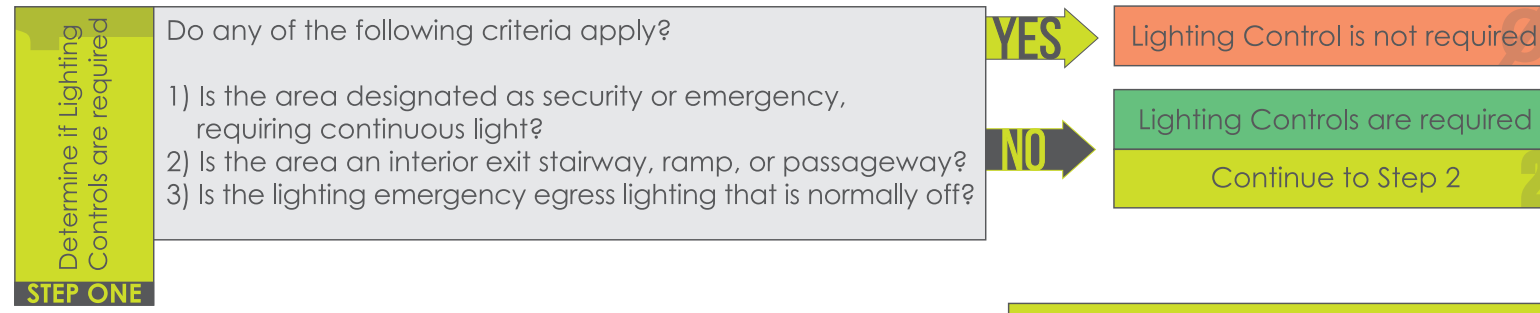 Determine if Lighting
Controls are required
STEP ONE
Do any of the following criteria apply?
1) Is the area designated as security or emergency,
requiring continuous light?
2) Is the area an interior exit stairway, ramp, or passageway?
3) Is the lighting emergency egress lighting that is normally off?
YES
Lighting Control is not required
NO
Lighting Controls are required
Continue to Step 2